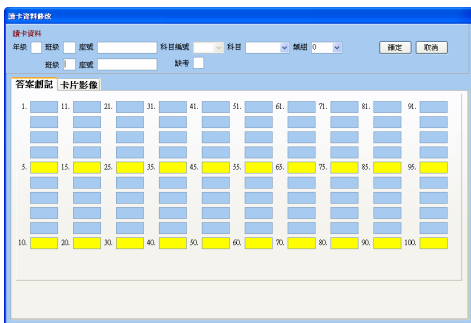 讀卡資料修改
讀卡資料
年級 班級 座號 科目編號 科目 類組 0 確定 取消
班級 座號 缺考
答案劃記 卡片影像
1. 11. 21. 31. 41. 51. 61. 71. 81. 91.
5. 15. 25. 35. 45. 55. 65. 75. 85. 95.
10. 20. 30. 40. 50. 60. 70. 80. 90. 100.